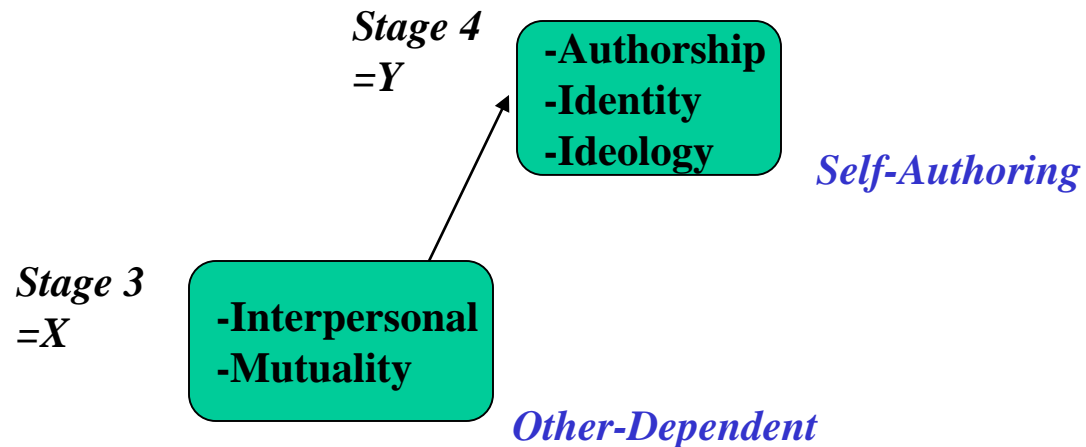 Stage 4
=Y
-Authorship
-Identity
-Ideology
Self-Authoring
Stage 3
=X
-Interpersonal
-Mutuality
Other-Dependent